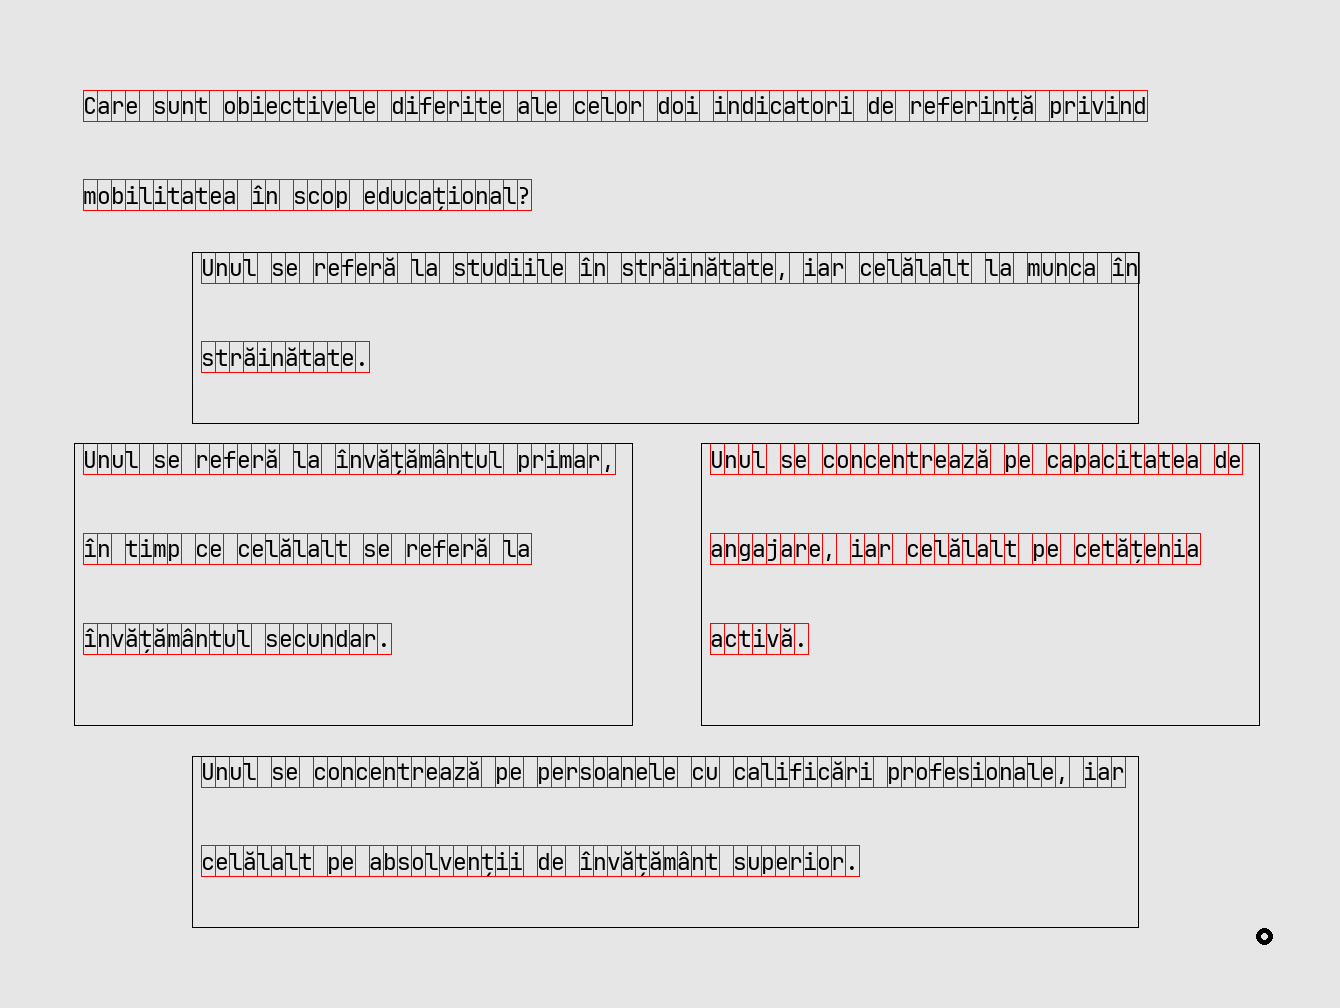 Care sunt obiectivele diferite ale celor doi indicatori de referință privind
mobilitatea în scop educațional?
Unul se referă la studiile în străinătate, iar celălalt la munca în
străinătate.
Unul se referă la învățământul primar,
în timp ce celălalt se referă la
învățământul secundar.
Unul se concentrează pe capacitatea de
angajare, iar celălalt pe cetățenia
activă.
Unul se concentrează pe persoanele cu calificări profesionale, iar
celălalt pe absolvenții de învățământ superior.